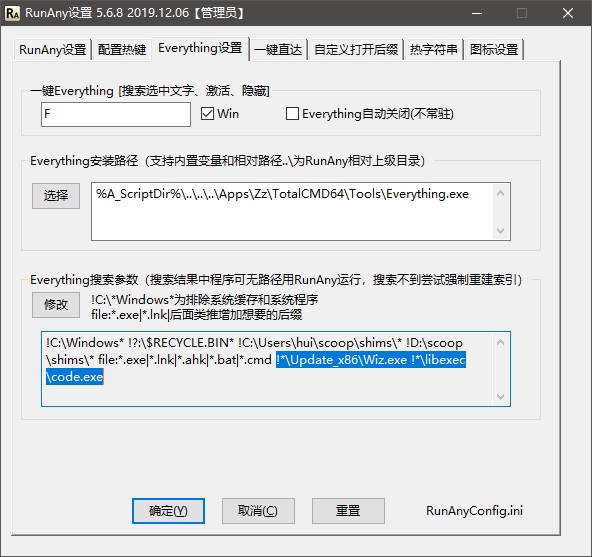 RA RunAny设置 5.6.8 2019.12.06【管理员】
RunAny设置 配置热键 Everything设置 一键直达 自定义打开后缀 热字符串 图标设置
一键Everything [搜索选中文字、激活、隐藏]
F Win Everything自动关闭(不常驻)
Everything安装路径（支持内置变量和相对路径..\为RunAny相对上级目录）
选择 %A_ScriptDir%\..\..\..\Apps\Zz\TotalCMD64\Tools\Everything.exe
Everything搜索参数（搜索结果中程序可无路径用RunAny运行，搜索不到尝试强制重建索引）
修改 !C:\*Windows*为排除系统缓存和系统程序
file:*.exe|*.lnk|后面类推增加想要的后缀
!C:\Windows* !?:\$RECYCLE.BIN* !C:\Users\hui\scoop\shims\* !D:\scoop
\shims\* file:*.exe|*.lnk|*.ahk|*.bat|*.cmd !*\Update_x86\Wiz.exe !*\libexec
\code.exe
确定(Y) 取消(C) 重置 RunAnyConfig.ini